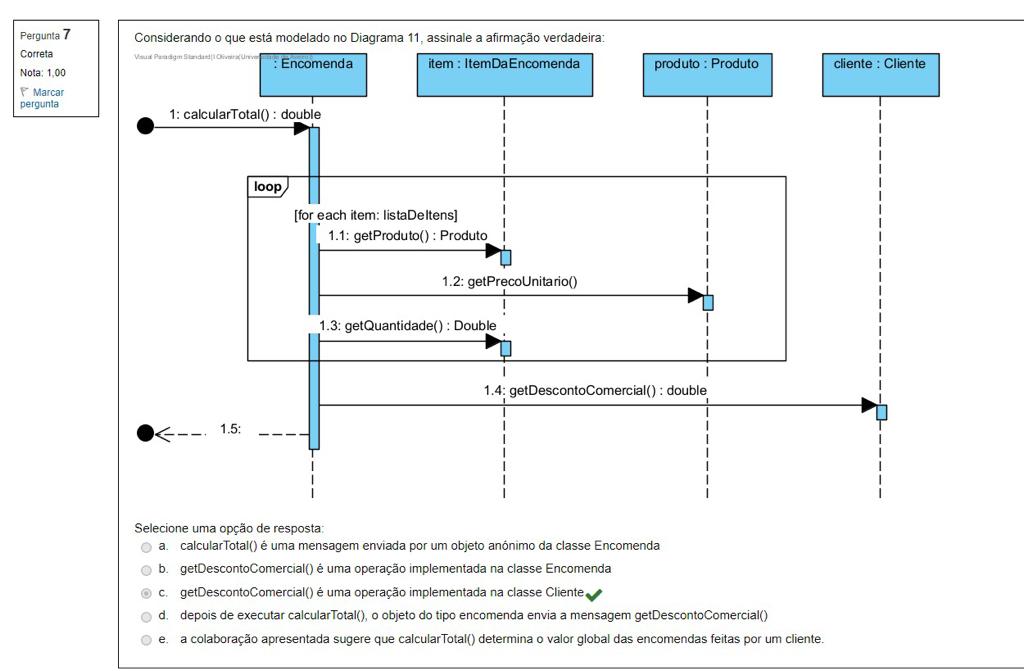 Pergunta 7
Correta
Nota: 1,00
Marcar
pergunta
Considerando o que está modelado no Diagrama 11, assinale a afirmação verdadeira:
Visual Paradigm Standard(I Oliveira(Universidade de
: Encomenda
item : ItemDaEncomenda
produto : Produto
cliente : Cliente
1: calcularTotal() : double
loop
[for each item: listaDeItens]
1.1: getProduto() : Produto
1.2: getPrecoUnitario()
1.3: getQuantidade() : Double
1.4: getDescontoComercial() : double
1.5:
Selecione uma opção de resposta:
a. calcularTotal() é uma mensagem enviada por um objeto anónimo da classe Encomenda
b. getDescontoComercial() é uma operação implementada na classe Encomenda
c. getDescontoComercial() é uma operação implementada na classe Cliente
d. depois de executar calcularTotal(), o objeto do tipo encomenda envia a mensagem getDescontoComercial()
e. a colaboração apresentada sugere que calcularTotal() determina o valor global das encomendas feitas por um cliente.